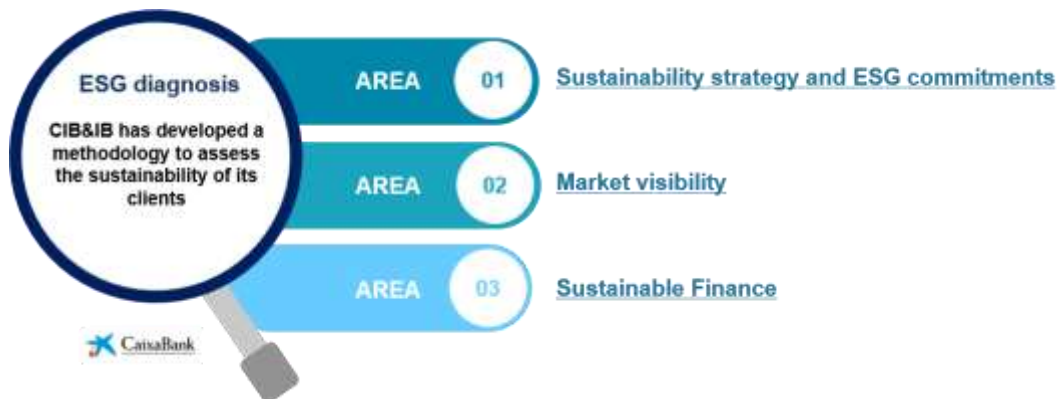 ESG diagnosis
CIB&IB has developed a
methodology to assess
the sustainability of its
clients
AREA 01 Sustainability strategy and ESG commitments
AREA 02 Market visibility
AREA 03 Sustainable Finance
CaixaBank